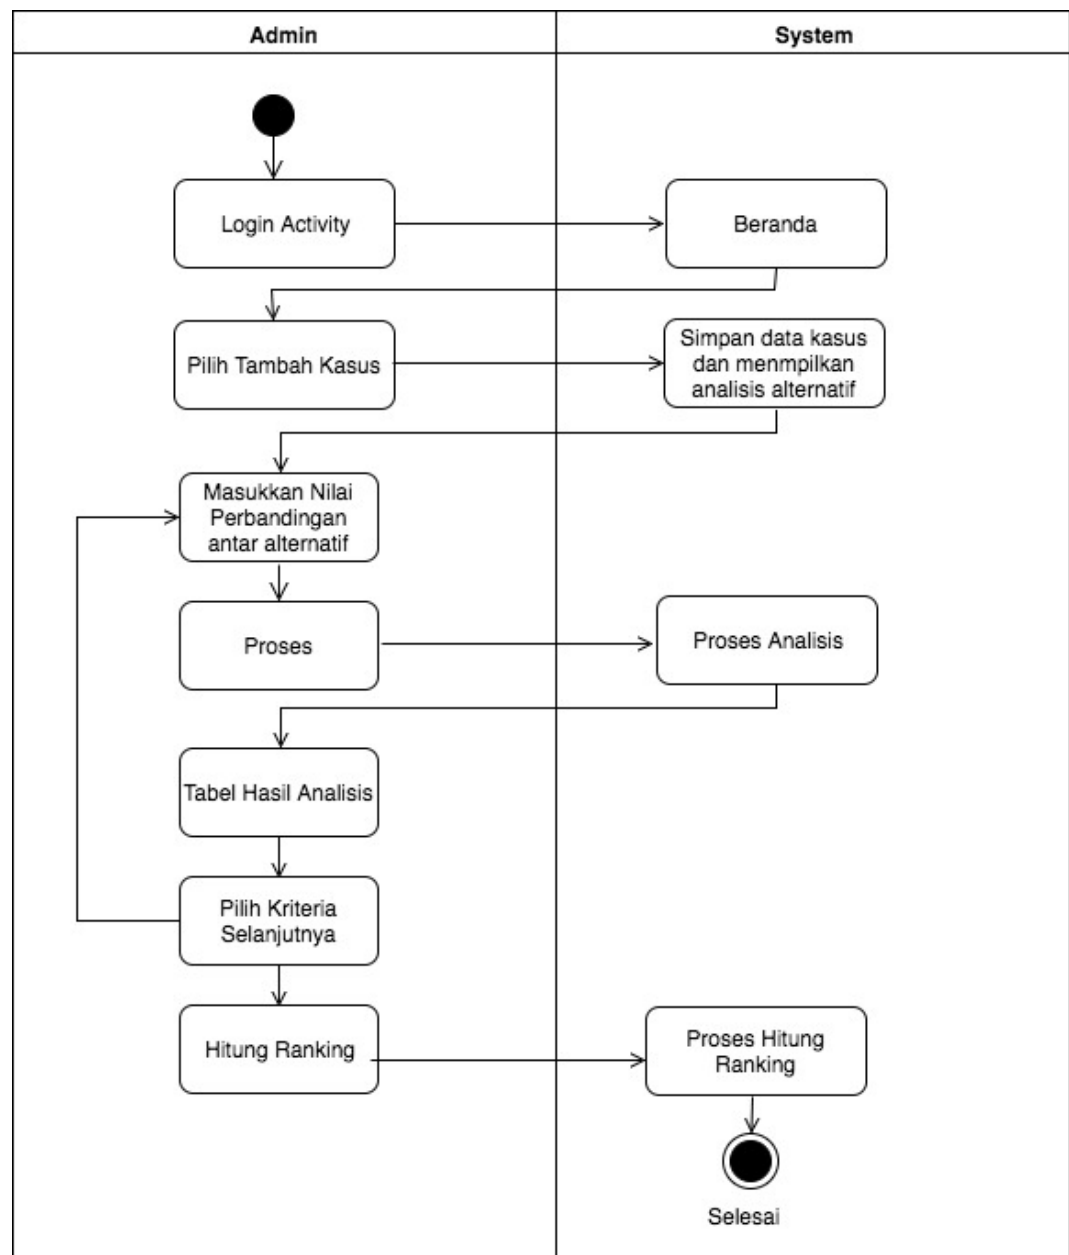 Admin
System
Login Activity
Beranda
Pilih Tambah Kasus
Simpan data kasus
dan menmpilkan
analisis alternatif
Masukkan Nilai
Perbandingan
antar alternatif
Proses
Proses Analisis
Tabel Hasil Analisis
Pilih Kriteria
Selanjutnya
Hitung Ranking
Proses Hitung
Ranking
Selesai